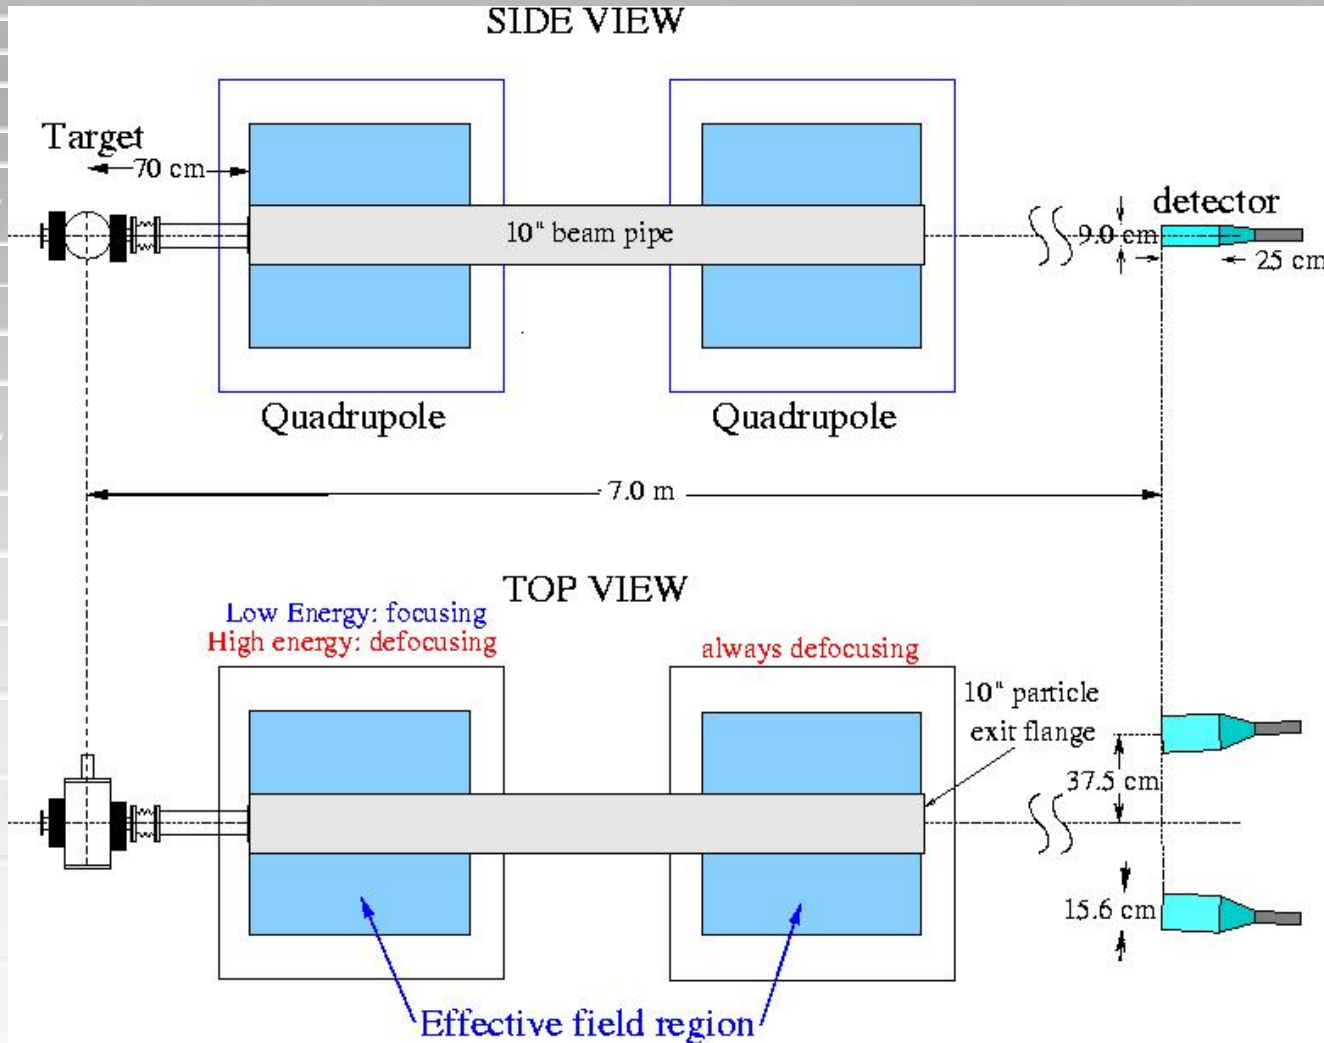 SIDE VIEW
Target
70 cm
10" beam pipe
detector
9.0 cm
25 cm
Quadrupole
Quadrupole
7.0 m
TOP VIEW
Low Energy: focusing
High energy: defocusing
always defocusing
10" particle
exit flange
37.5 cm
15.6 cm
Effective field region